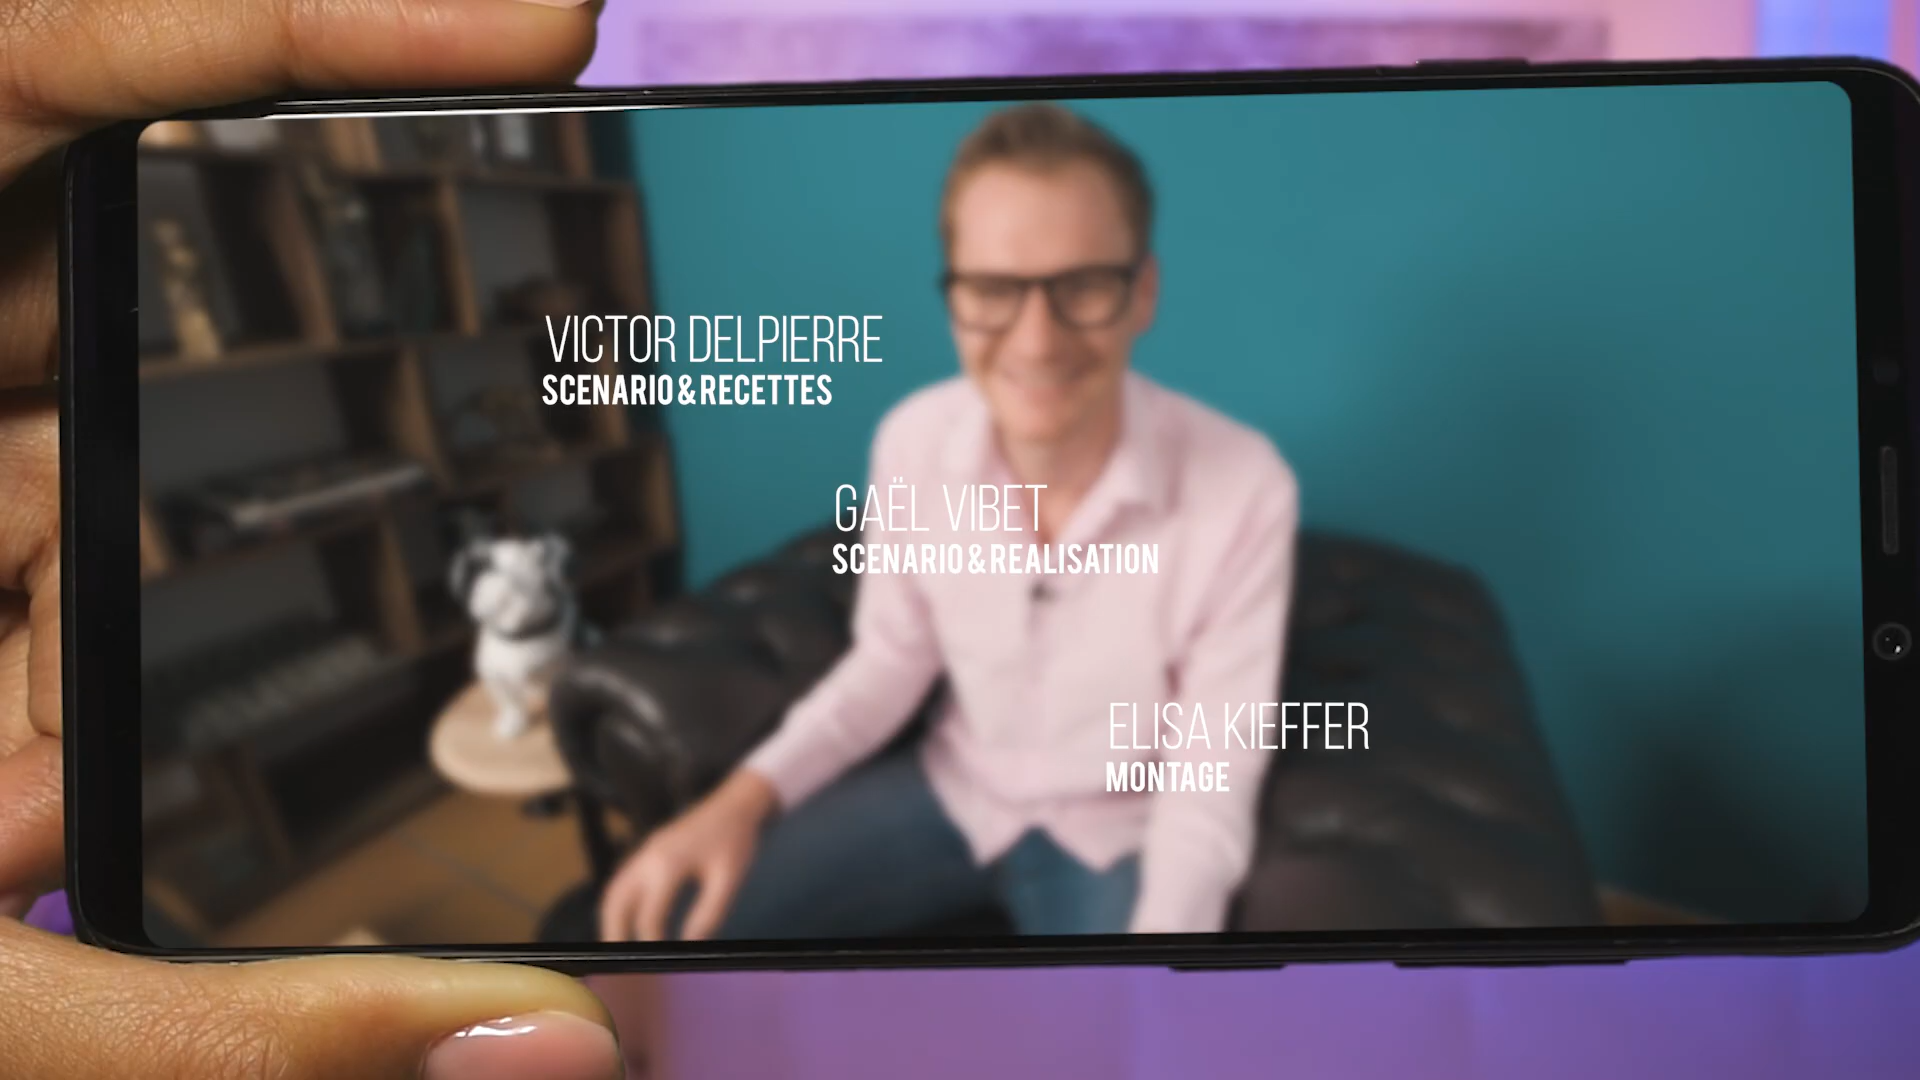 VICTOR DELPIERRE
SCENARIO & RECETTES
GAËL VIBET
SCENARIO & REALISATION
ELISA KIEFFER
MONTAGE